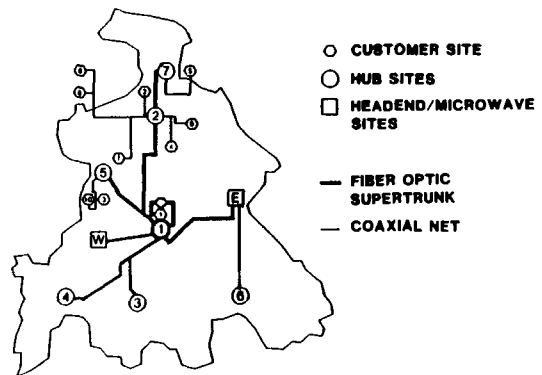 7
2
5
1
E
W
4
3
6
CUSTOMER SITE
HUB SITES
HEADEND/MICROWAVE
SITES
FIBER OPTIC
SUPERTRUNK
COAXIAL NET